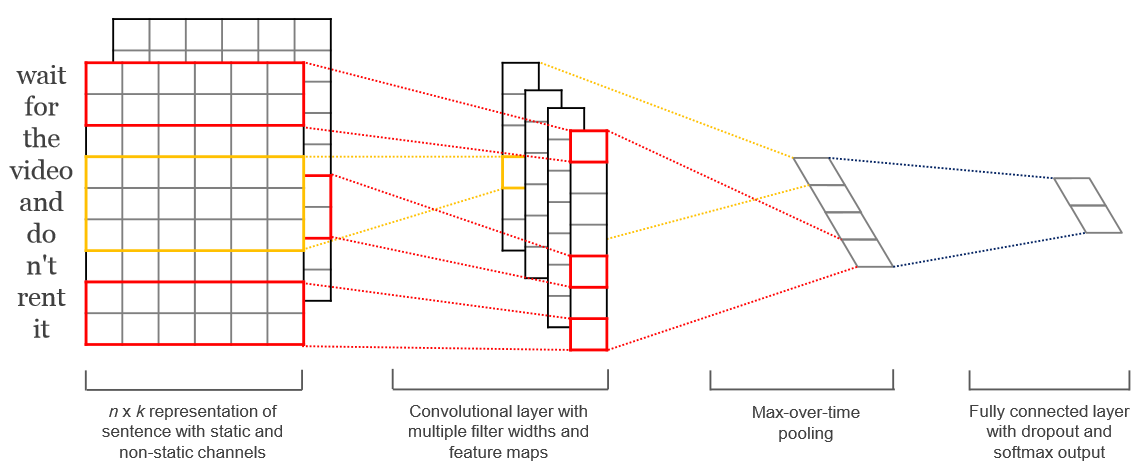 wait
for
the
video
and
do
n't
rent
it
n x k representation of
sentence with static and
non-static channels
Convolutional layer with
multiple filter widths and
feature maps
Max-over-time
pooling
Fully connected layer
with dropout and
softmax output